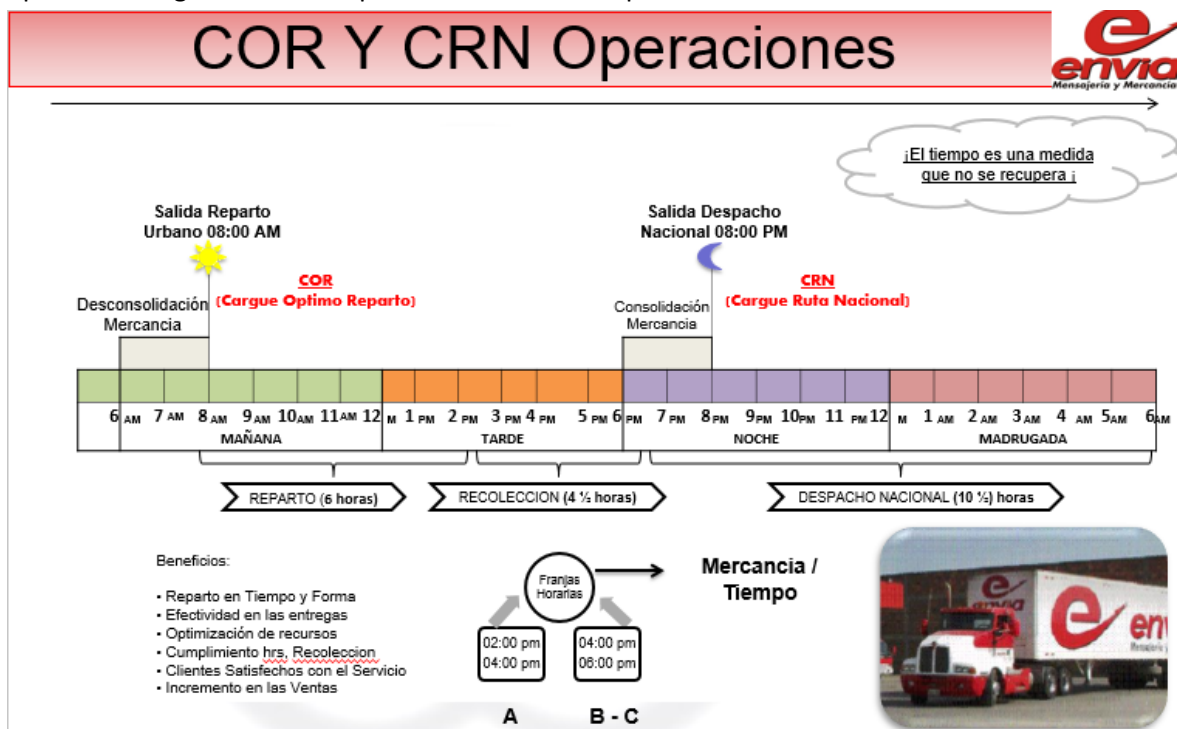 COR Y CRN Operaciones
envia
Mensajería y Mercancía
¡El tiempo es una medida
que no se recupera ¡
Salida Reparto
Urbano 08:00 AM
Salida Despacho
Nacional 08:00 PM
COR
(Cargue Optimo Reparto)
CRN
(Cargue Ruta Nacional)
Desconsolidación
Mercancia
Consolidación
Mercancia
6 AM 7 AM 8 AM 9 AM 10 AM 11 AM 12 M 1 PM 2 PM 3 PM 4 PM 5 PM 6 PM 7 PM 8 PM 9 PM 10 PM 11 PM 12 M 1 AM 2 AM 3 AM 4 AM 5 AM 6 AM
MAÑANA TARDE NOCHE MADRUGADA
REPARTO (6 horas)
RECOLECCION (4 ½ horas)
DESPACHO NACIONAL (10 ½) horas
Beneficios:
• Reparto en Tiempo y Forma
• Efectividad en las entregas
• Optimización de recursos
• Cumplimiento hrs, Recoleccion
• Clientes Satisfechos con el Servicio
• Incremento en las Ventas
Franjas
Horarias
Mercancia /
Tiempo
02:00 pm
04:00 pm
04:00 pm
06:00 pm
A
B - C
envia